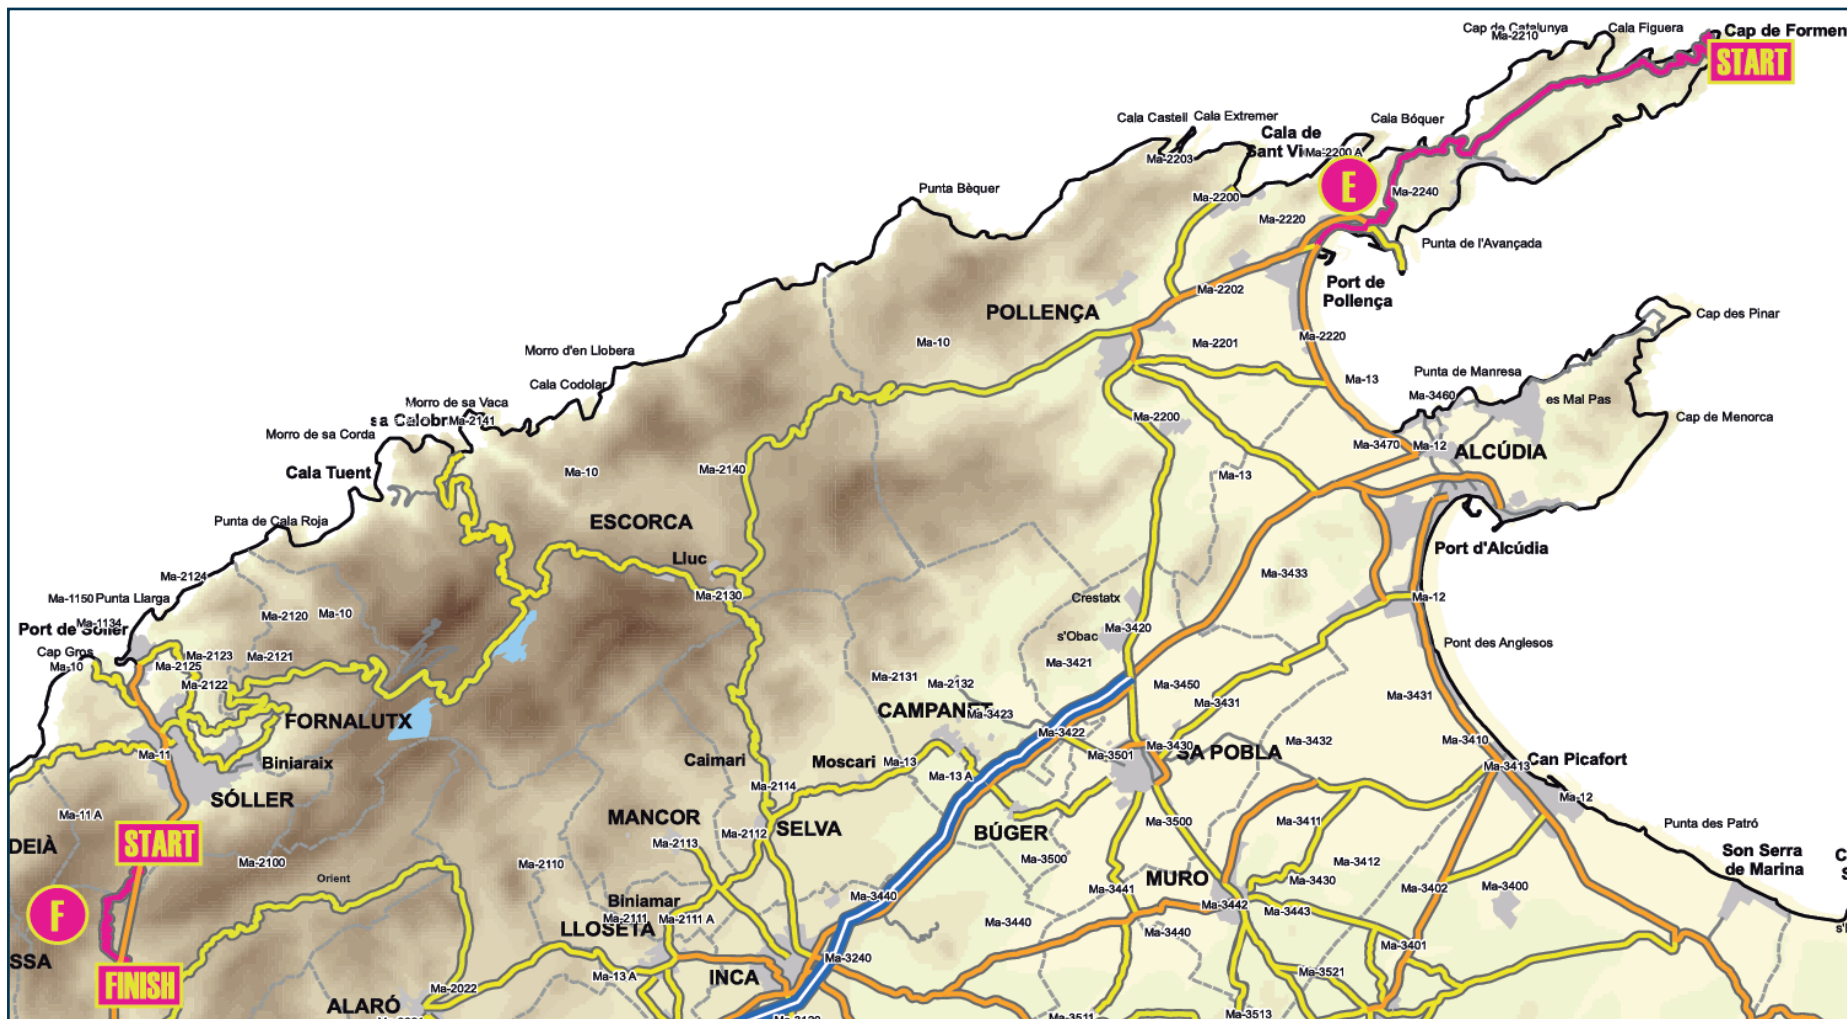 Cap de Catalunya
Ma-2210
Cala Figuera
Cap de Formen
START
Cala Castell
Cala Extremer
Cala de
Sant Vi
Ma-2200 A
Cala Bóquer
Ma-2203
E
Ma-2240
Punta Bèquer
Ma-2200
Ma-2220
Punta de l'Avançada
Port de
Pollença
Ma-2202
POLLENÇA
Cap des Pinar
Ma-10
Ma-2201
Ma-2220
Morro d'en Llobera
Cala Codolar
Ma-13
Punta de Manresa
Ma-3460
es Mal Pas
Cap de Menorca
Morro de sa Vaca
sa Calobr
Ma-2141
Ma-2200
Morro de sa Corda
Cala Tuent
Ma-10
Ma-2140
Ma-13
Ma-3470
Ma-12
ALCÚDIA
Punta de Cala Roja
ESCORCA
Lluc
Port d'Alcúdia
Ma-2124
Ma-3433
Ma-1150
Punta Llarga
Ma-2130
Crestatx
Ma-12
Ma-1134
Port de Sóller
Ma-2120
Ma-10
s'Obac
Ma-3420
Pont des Anglesos
Cap Gros
Ma-10
Ma-2123
Ma-2125
Ma-2121
Ma-2122
Ma-3421
Ma-2131
Ma-2132
Ma-3450
Ma-3431
Ma-3431
FORNALUTX
CAMPANET
Ma-3423
Ma-3422
Ma-3432
Ma-3410
Ma-11
Biniaraix
Caimari
Moscari
Ma-13
Ma-13 A
Ma-3501
Ma-3430
SA POBLA
Ma-3413
Can Picafort
Ma-12
SÓLLER
Ma-2114
Ma-11 A
MANCOR
Ma-2113
Ma-2112
SELVA
BÚGER
Ma-3500
Ma-3411
Punta des Patró
START
DEIÀ
Ma-2100
Orient
Ma-2110
Ma-3500
Ma-3412
Son Serra
de Marina
MURO
Ma-3430
Ma-3441
Ma-3402
Ma-3400
F
Biniamar
Ma-2111
Ma-2111 A
LLOSETA
Ma-3440
Ma-3442
Ma-3443
Ma-3440
Ma-3440
Ma-3401
SSA
FINISH
Ma-13 A
INCA
Ma-3240
Ma-3521
Ma-2022
ALARÓ
Ma-3120
Ma-3511
Ma-3513